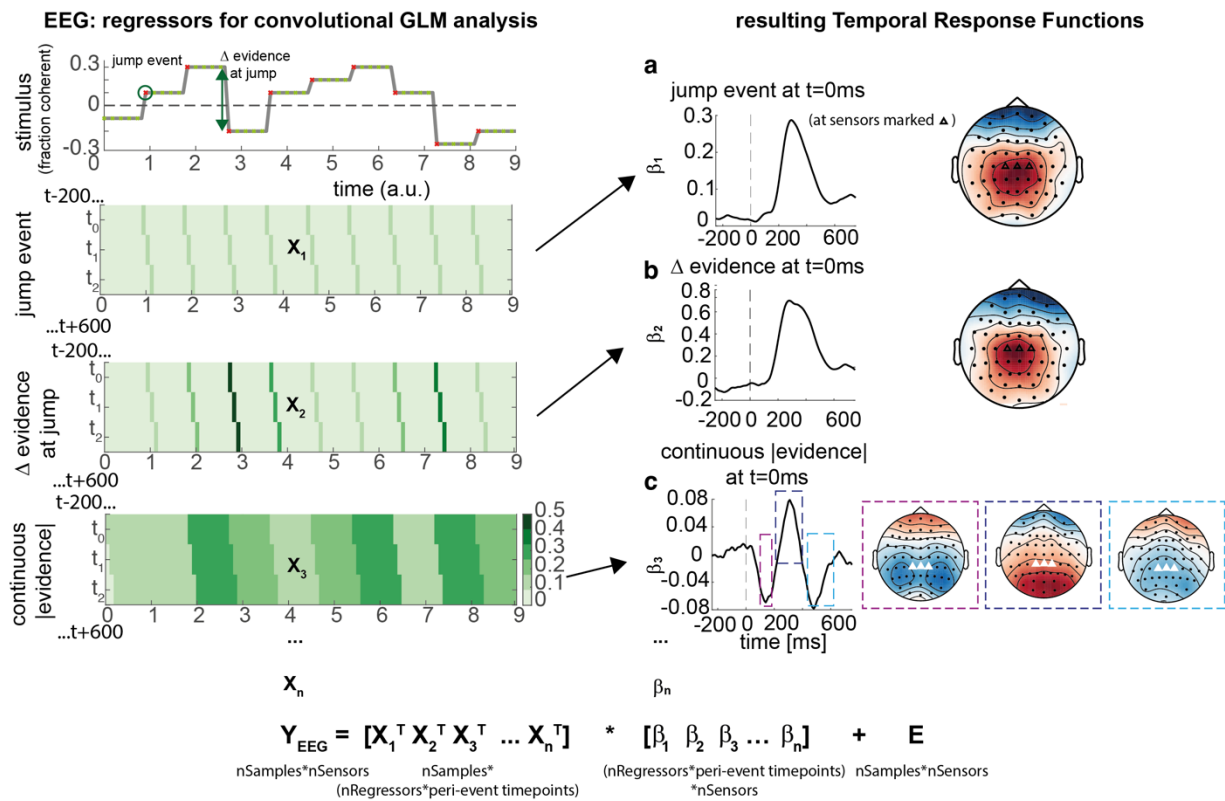 EEG: regressors for convolutional GLM analysis
resulting Temporal Response Functions
stimulus
(fraction coherent)
0.3
0
-0.3
jump event
Δ evidence
at jump
0 1 2 3 4 5 6 7 8 9
time (a.u.)
t-200...
jump event
t0
t1
t2
X1
0 1 2 3 4 5 6 7 8 9
...t+600
t-200...
Δ evidence
at jump
t0
t1
t2
X2
0 1 2 3 4 5 6 7 8 9
...t+600
t-200...
continuous
|evidence|
t0
t1
t2
X3
0.5
0.4
0.3
0.2
0.1
0
0 1 2 3 4 5 6 7 8 9
...t+600
...
Xn
a
jump event at t=0ms
(at sensors marked Δ )
β1
0.3
0.2
0.1
0
-200 0 200 600
b
Δ evidence at t=0ms
β2
0.8
0.6
0.4
0.2
0
-0.2
-200 0 200 600
continuous |evidence|
at t=0ms
c
β3
0.08
0.04
0
-0.04
-0.08
-200 0 200 600
time [ms]
...
βn
YEEG = [X1T X2T X3T ... XnT] * [β1 β2 β3 ... βn] + E
nSamples*nSensors
nSamples*
(nRegressors*peri-event timepoints)
(nRegressors*peri-event timepoints)
*nSensors
nSamples*nSensors